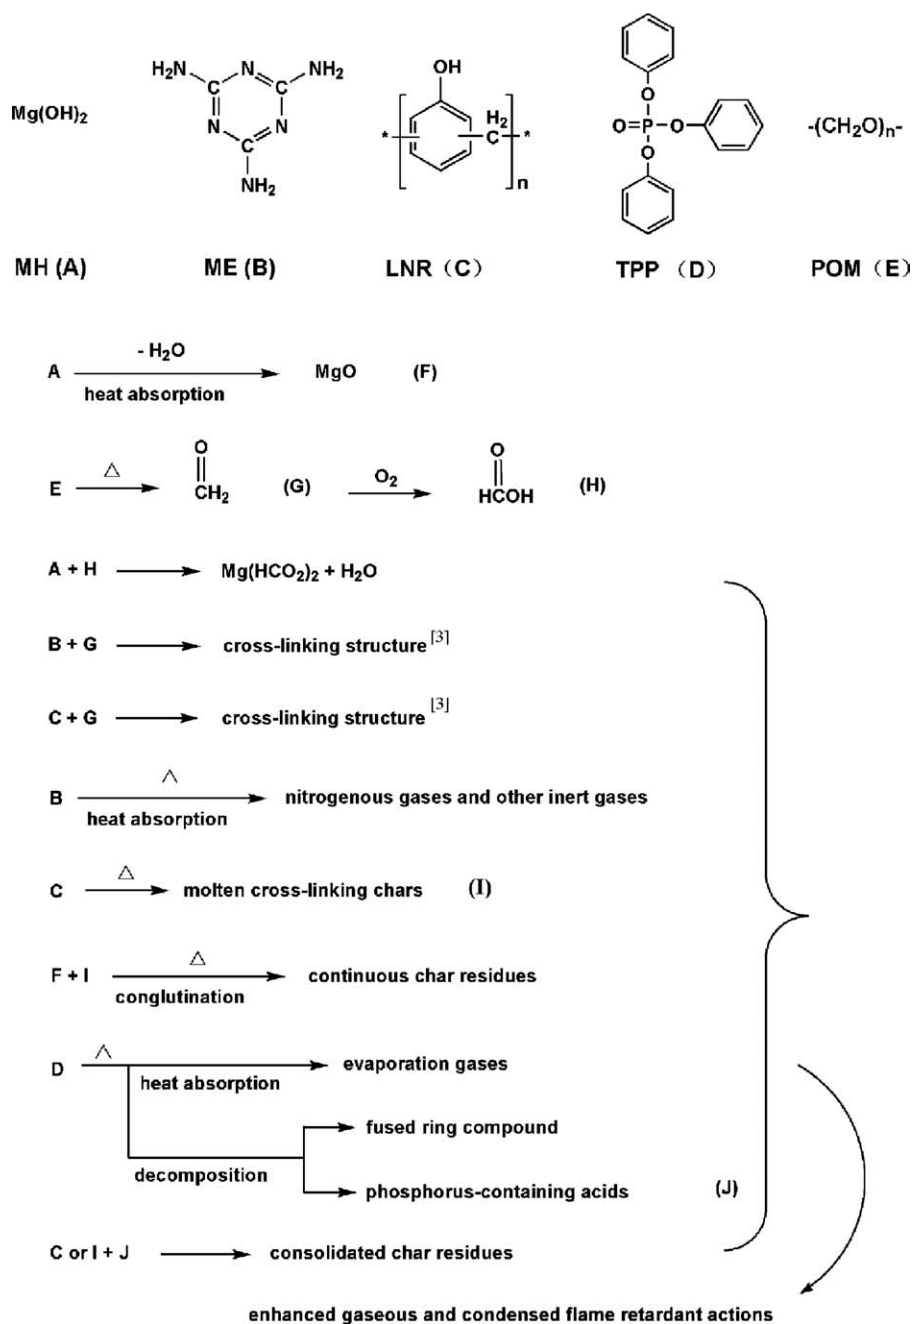 OH
H₂N N NH₂
C C
Mg(OH)₂
N N
C
NH₂
* H₂ C * n
O
O=P-O
O
-(CH₂O)n-
MH (A) ME (B) LNR (C) TPP (D) POM (E)
- H₂O
A MgO (F)
heat absorption
O O
E △ CH₂ (G) O₂ HCOH (H)
A + H Mg(HCO₂)₂ + H₂O
B + G cross-linking structure[3]
C + G cross-linking structure[3]
△
B nitrogenous gases and other inert gases
heat absorption
△
C molten cross-linking chars (I)
△
F + I continuous char residues
conglutination
△
D evaporation gases
heat absorption
fused ring compound
decomposition
phosphorus-containing acids (J)
C or I + J consolidated char residues
enhanced gaseous and condensed flame retardant actions